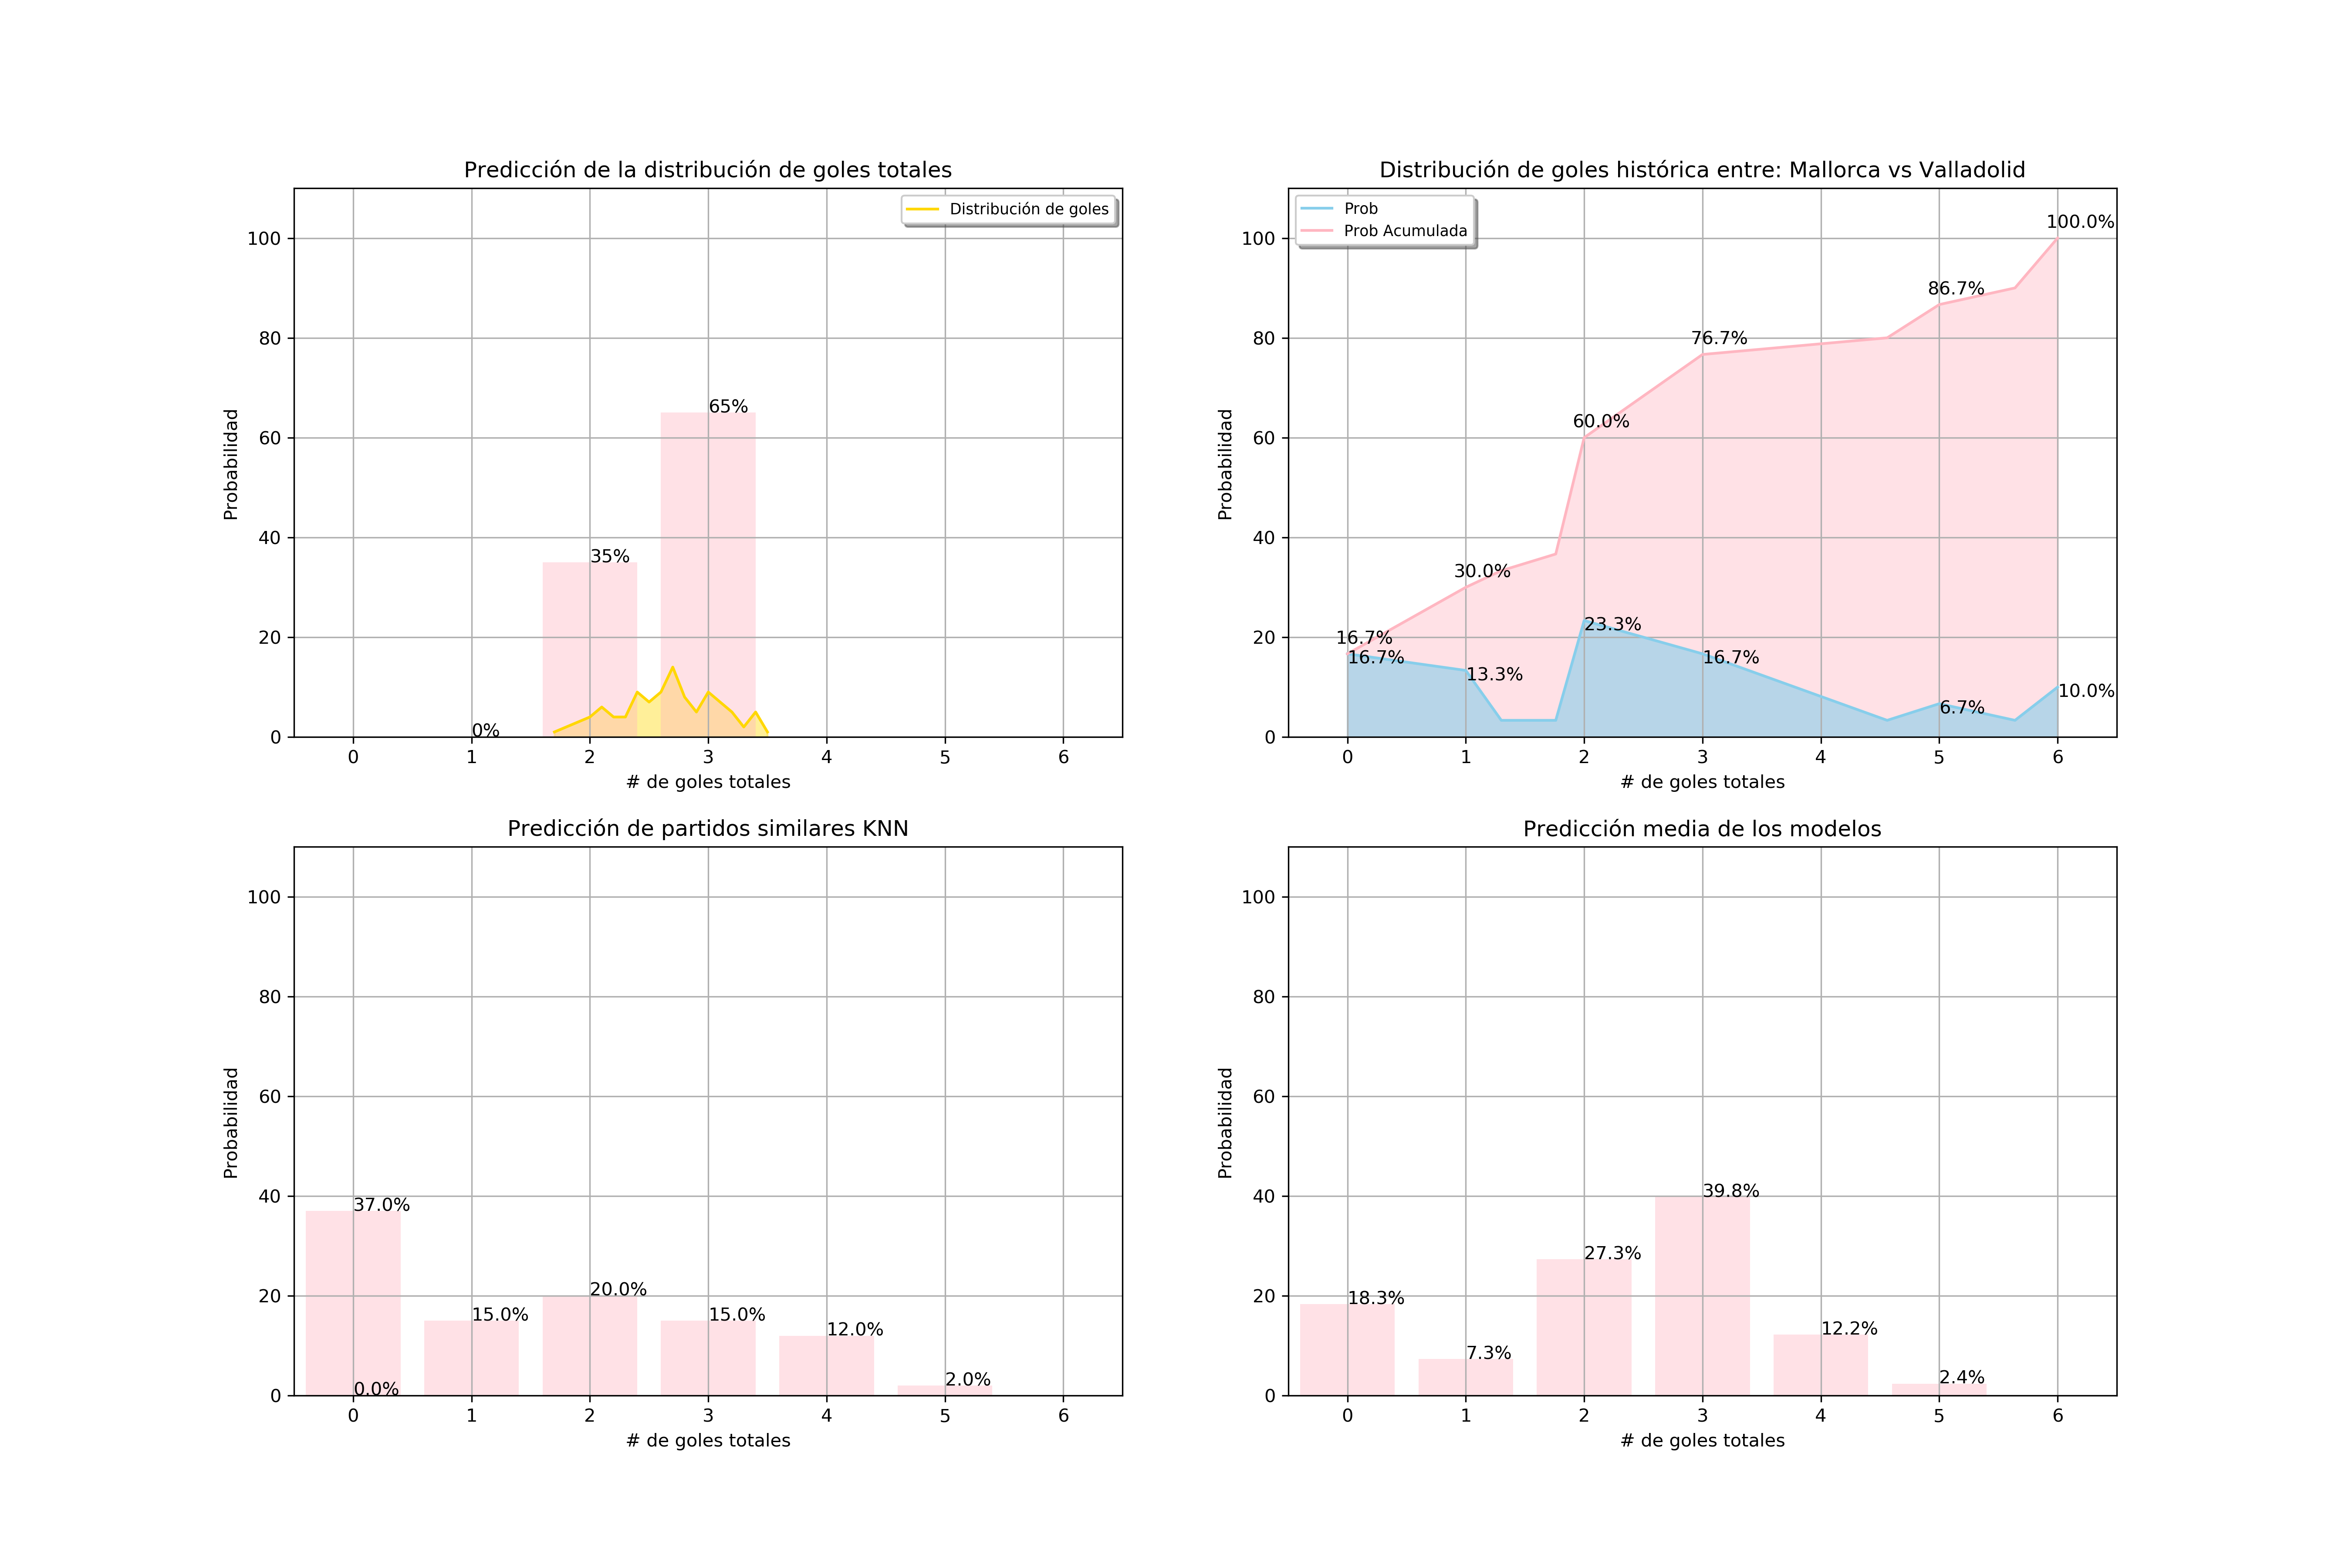 Predicción de la distribución de goles totales
Distribución de goles
100
80
60
40
20
0
Probabilidad
65%
35%
0%
0 1 2 3 4 5 6
# de goles totales
Distribución de goles histórica entre: Mallorca vs Valladolid
Prob
Prob Acumulada
100
80
60
40
20
0
Probabilidad
100.0%
86.7%
76.7%
60.0%
30.0%
16.7%
16.7%
13.3%
23.3%
16.7%
6.7%
10.0%
0 1 2 3 4 5 6
# de goles totales
Predicción de partidos similares KNN
100
80
60
40
20
0
Probabilidad
37.0%
0.0%
15.0%
20.0%
15.0%
12.0%
2.0%
0 1 2 3 4 5 6
# de goles totales
Predicción media de los modelos
100
80
60
40
20
0
Probabilidad
18.3%
7.3%
27.3%
39.8%
12.2%
2.4%
0 1 2 3 4 5 6
# de goles totales